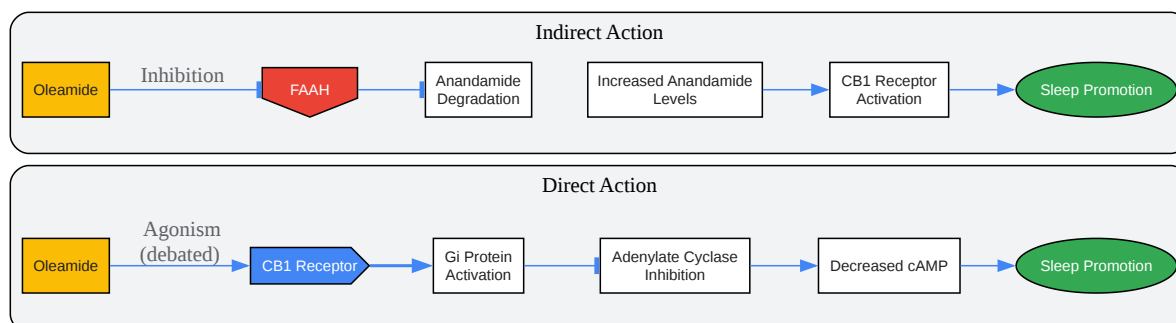 Indirect Action
Oleamide
Inhibition
FAAH
Anandamide
Degradation
Increased Anandamide
Levels
CB1 Receptor
Activation
Sleep Promotion
Direct Action
Oleamide
Agonism
(debated)
CB1 Receptor
Gi Protein
Activation
Adenylate Cyclase
Inhibition
Decreased cAMP
Sleep Promotion